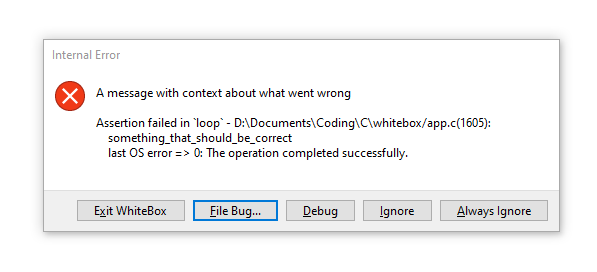 Internal Error
A message with context about what went wrong
Assertion failed in `loop` - D:\Documents\Coding\C\whitebox/app.c(1605):
something_that_should_be_correct
last OS error => 0: The operation completed successfully.
Exit WhiteBox File Bug... Debug Ignore Always Ignore